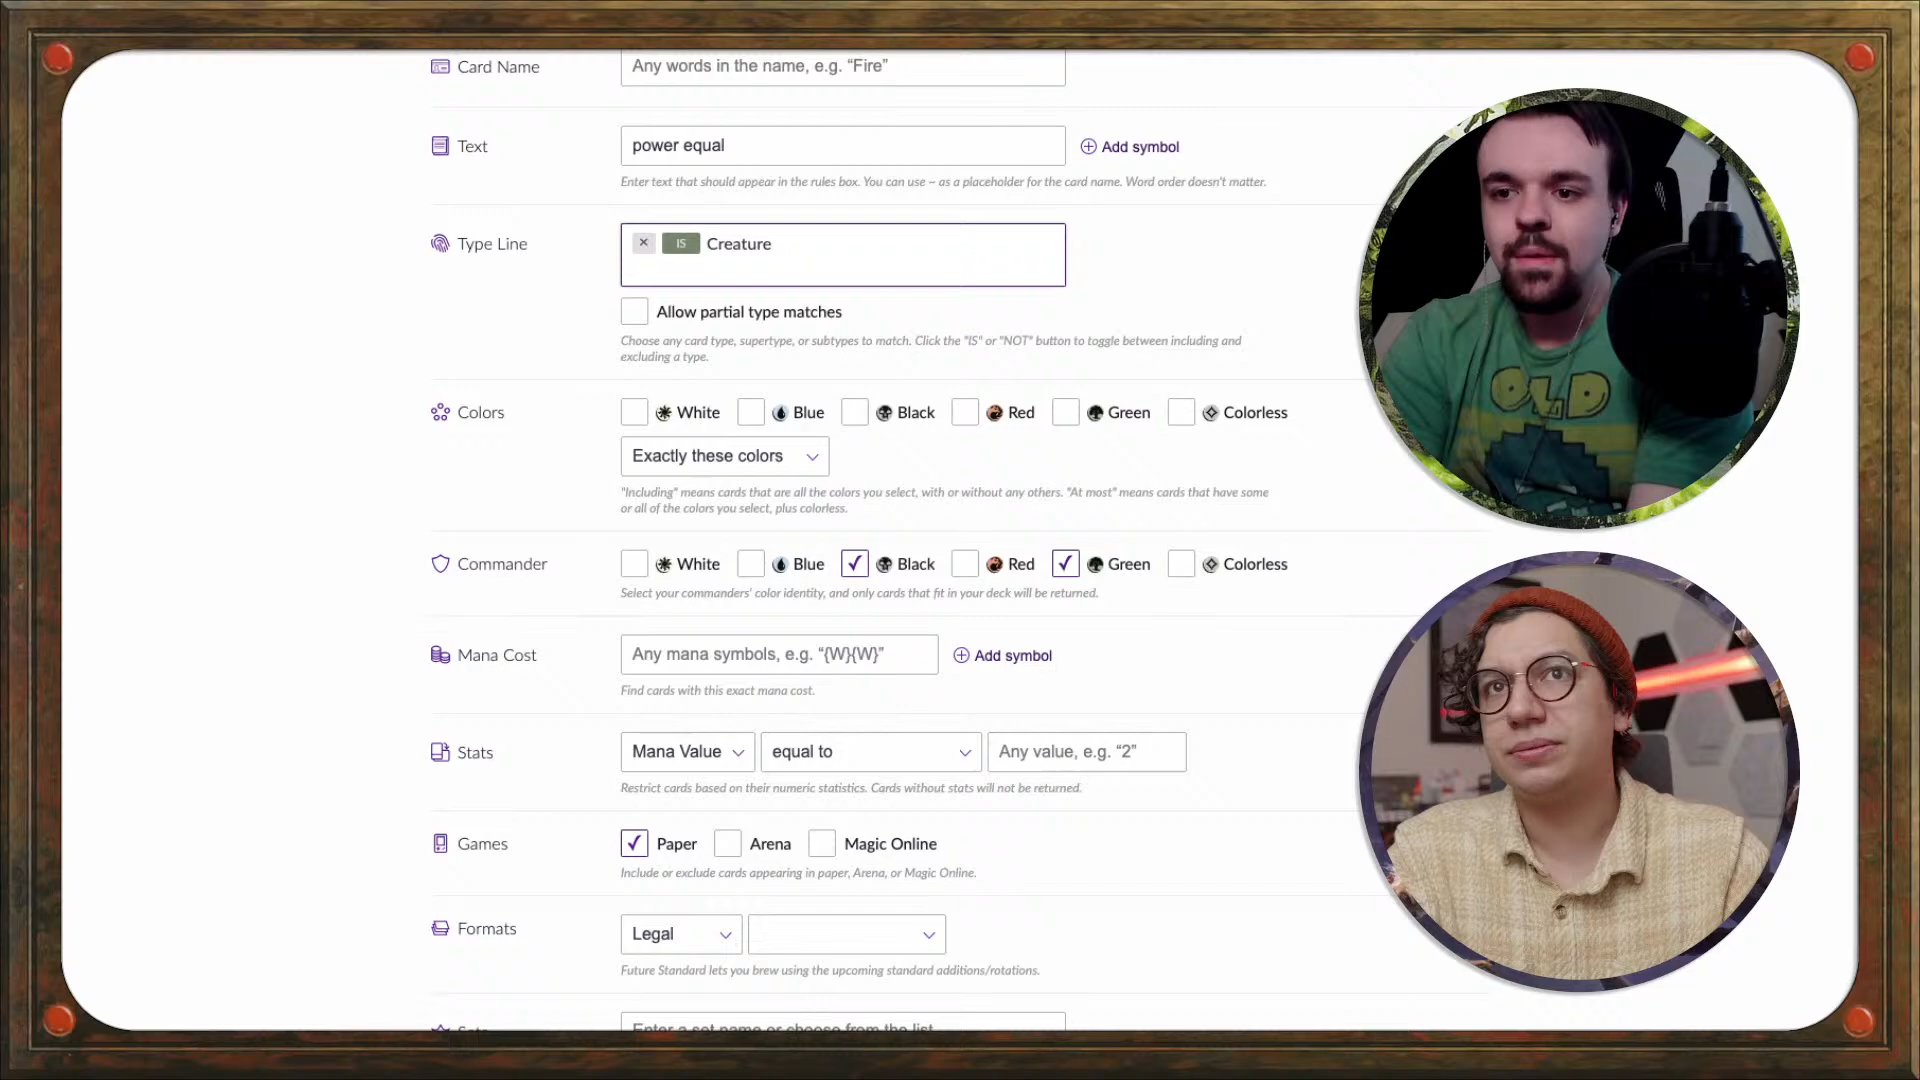 Card Name
Any words in the name, e.g. “Fire”
Text
power equal
Add symbol
Enter text that should appear in the rules box. You can use ~ as a placeholder for the card name. Word order doesn't matter.
Type Line
× IS Creature
Allow partial type matches
Choose any card type, supertype, or subtypes to match. Click the "IS" or "NOT" button to toggle between including and
excluding a type.
Colors
White Blue Black Red Green Colorless
Exactly these colors
"Including" means cards that are all the colors you select, with or without any others. "At most" means cards that have some
or all of the colors you select, plus colorless.
Commander
White Blue Black Red Green Colorless
Select your commanders' color identity, and only cards that fit in your deck will be returned.
Mana Cost
Any mana symbols, e.g. “{W}{W}”
Add symbol
Find cards with this exact mana cost.
Stats
Mana Value equal to Any value, e.g. “2”
Restrict cards based on their numeric statistics. Cards without stats will not be returned.
Games
Paper Arena Magic Online
Include or exclude cards appearing in paper, Arena, or Magic Online.
Formats
Legal
Future Standard lets you brew using the upcoming standard additions/rotations.
Sets
Enter a set name or choose from the list
OLD